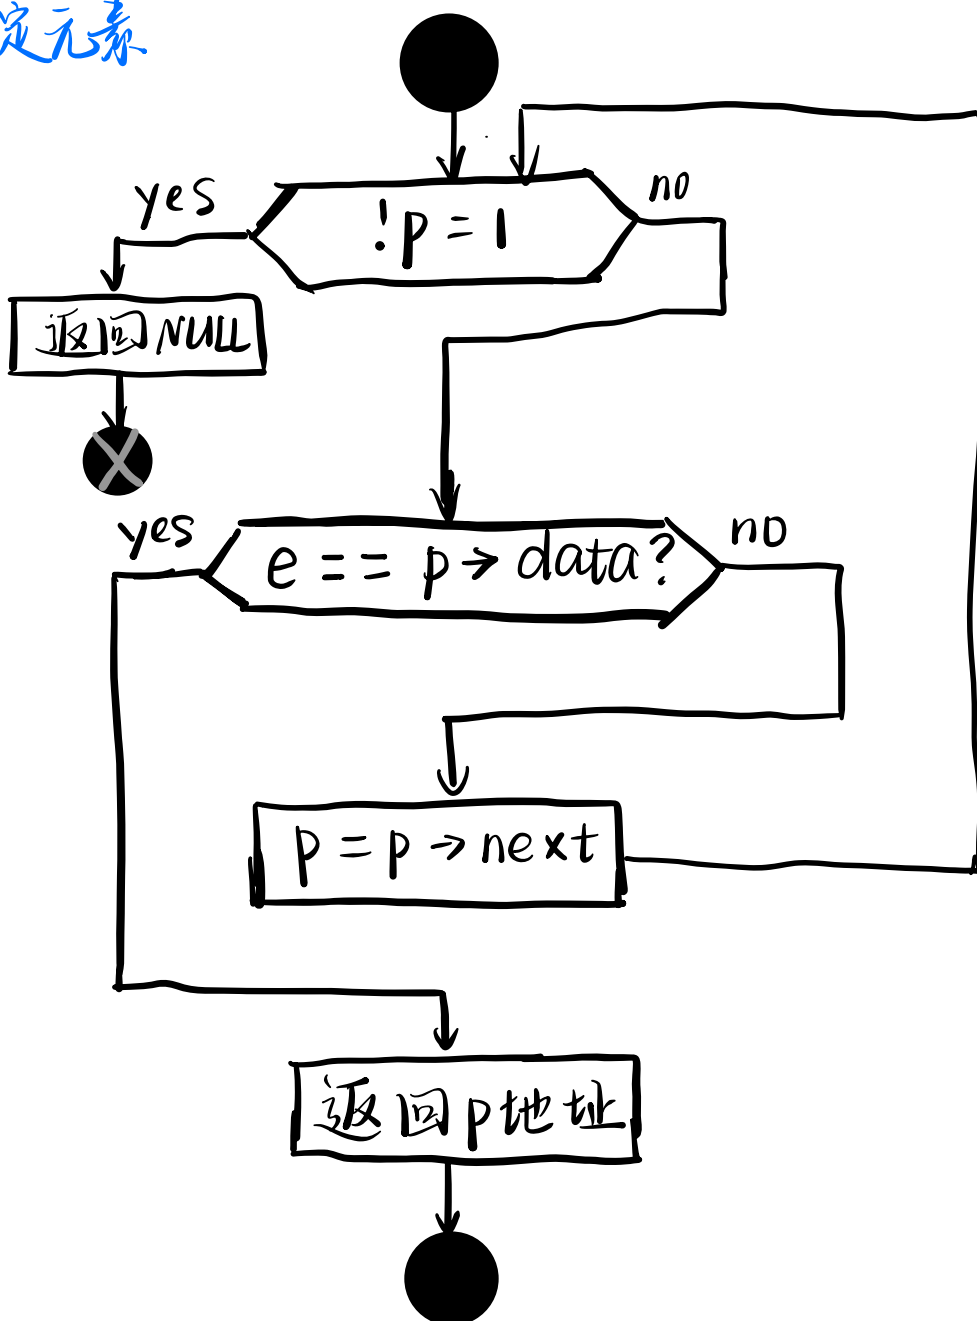 定元素
yes
no
!p=1
返回NULL
X
yes
no
e == p→data?
p=p→next
返回p地址